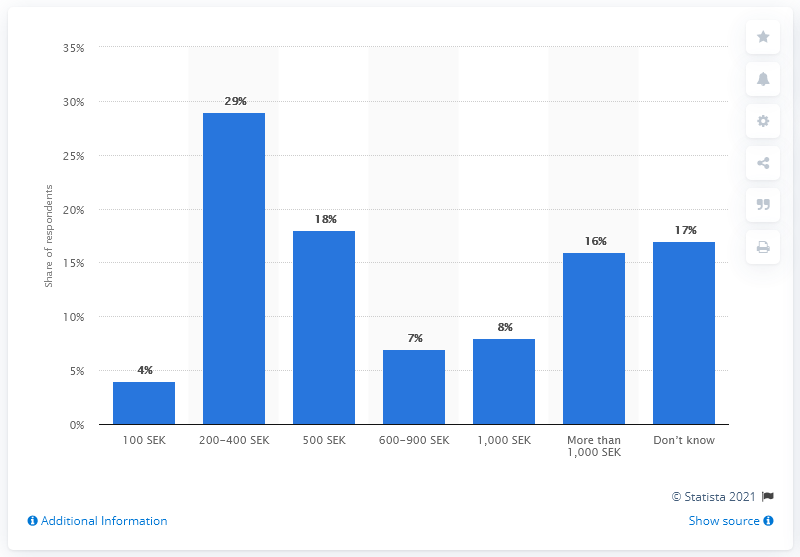 35%
30%
25%
20%
15%
10%
5%
0%
Share of respondents
4%
29%
18%
7%
8%
16%
17%
100 SEK
200–400 SEK
500 SEK
600–900 SEK
1,000 SEK
More than
1,000 SEK
Don't know
© Statista 2021
Additional Information
Show source